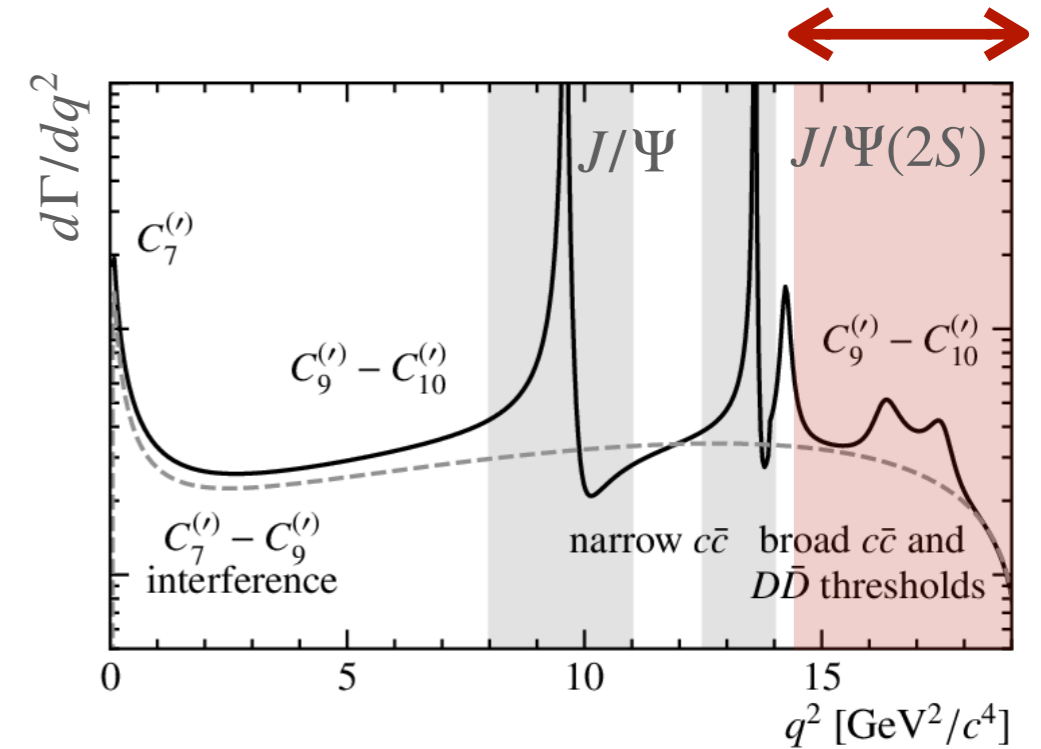 dΓ/dq²
J/Ψ
J/Ψ(2S)
C₇⁽′⁾
C₉⁽′⁾ − C₁₀⁽′⁾
C₉⁽′⁾ − C₁₀⁽′⁾
C₇⁽′⁾ − C₉⁽′⁾
interference
narrow cc̄
broad cc̄ and
DD̄ thresholds
0 5 10 15
q² [GeV²/c⁴]